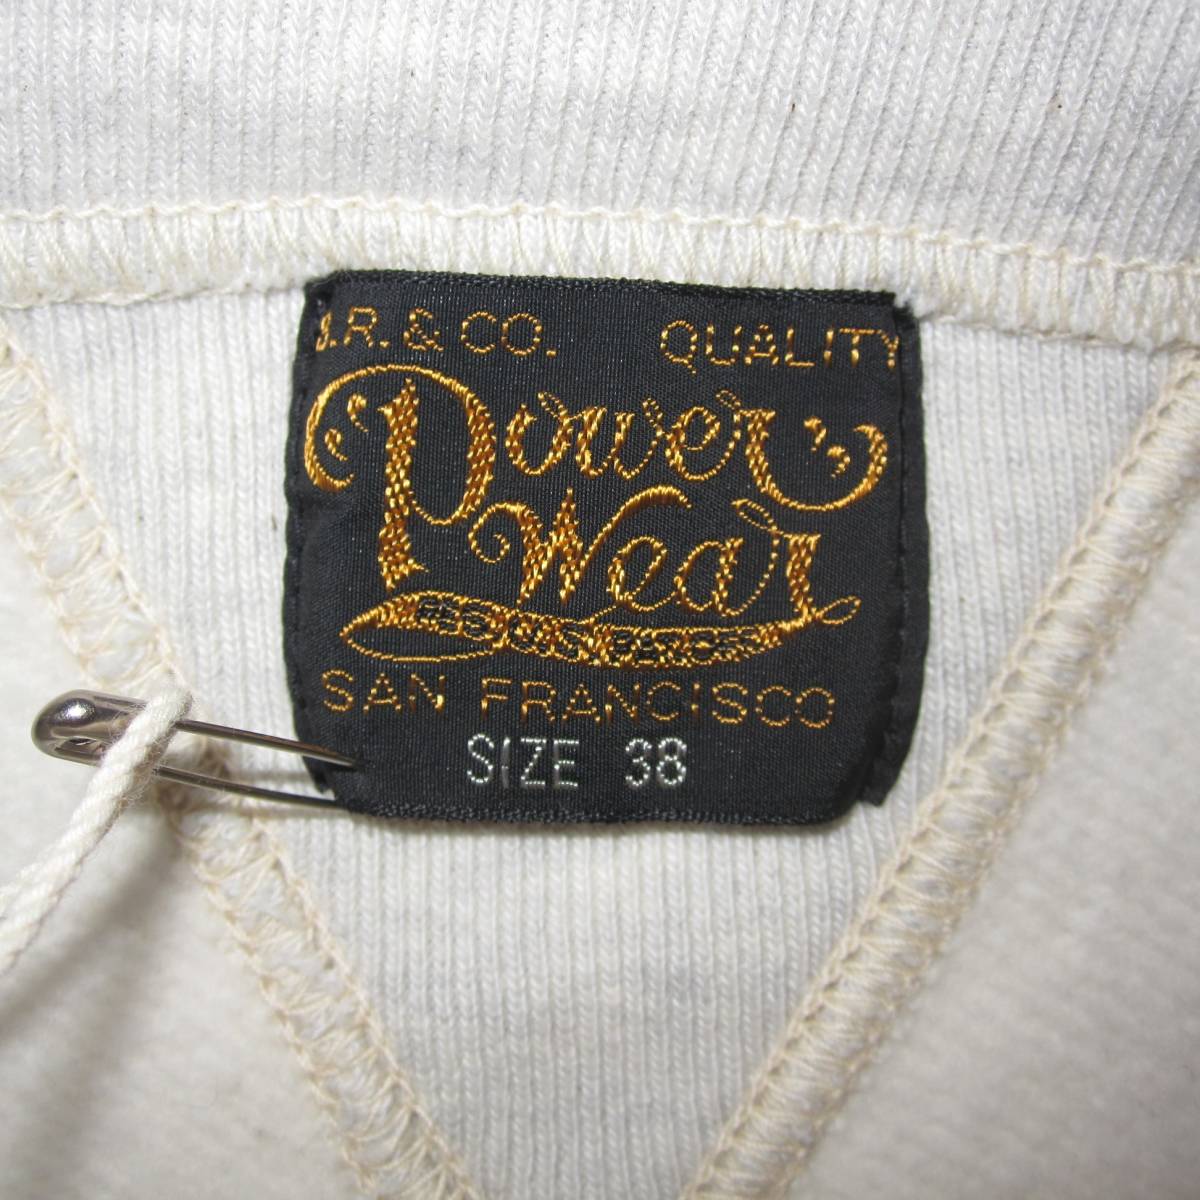 J.R. & CO. QUALITY
Power
Wear
SAN FRANCISCO
SIZE 38